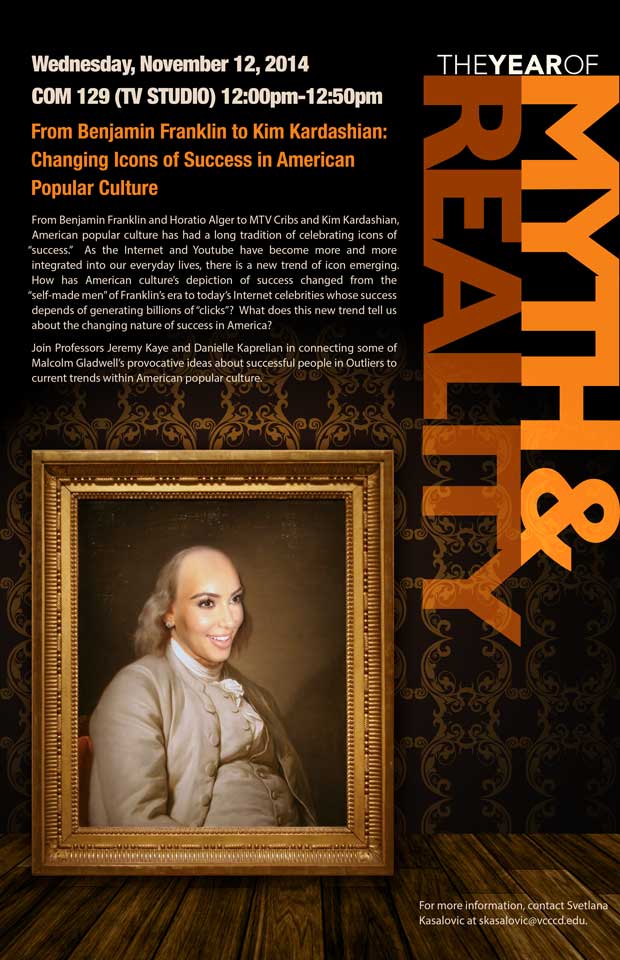 Wednesday, November 12, 2014
COM 129 (TV STUDIO) 12:00pm-12:50pm
From Benjamin Franklin to Kim Kardashian:
Changing Icons of Success in American
Popular Culture
From Benjamin Franklin and Horatio Alger to MTV Cribs and Kim Kardashian,
American popular culture has had a long tradition of celebrating icons of
“success.” As the Internet and Youtube have become more and more
integrated into our everyday lives, there is a new trend of icon emerging.
How has American culture’s depiction of success changed from the
“self-made men” of Franklin’s era to today’s Internet celebrities whose success
depends of generating billions of “clicks”? What does this new trend tell us
about the changing nature of success in America?
Join Professors Jeremy Kaye and Danielle Kaprelian in connecting some of
Malcolm Gladwell’s provocative ideas about successful people in Outliers to
current trends within American popular culture.
THEYEAROF
MYTH &
REALITY
For more information, contact Svetlana
Kasalovic at skasalovic@vcccd.edu.